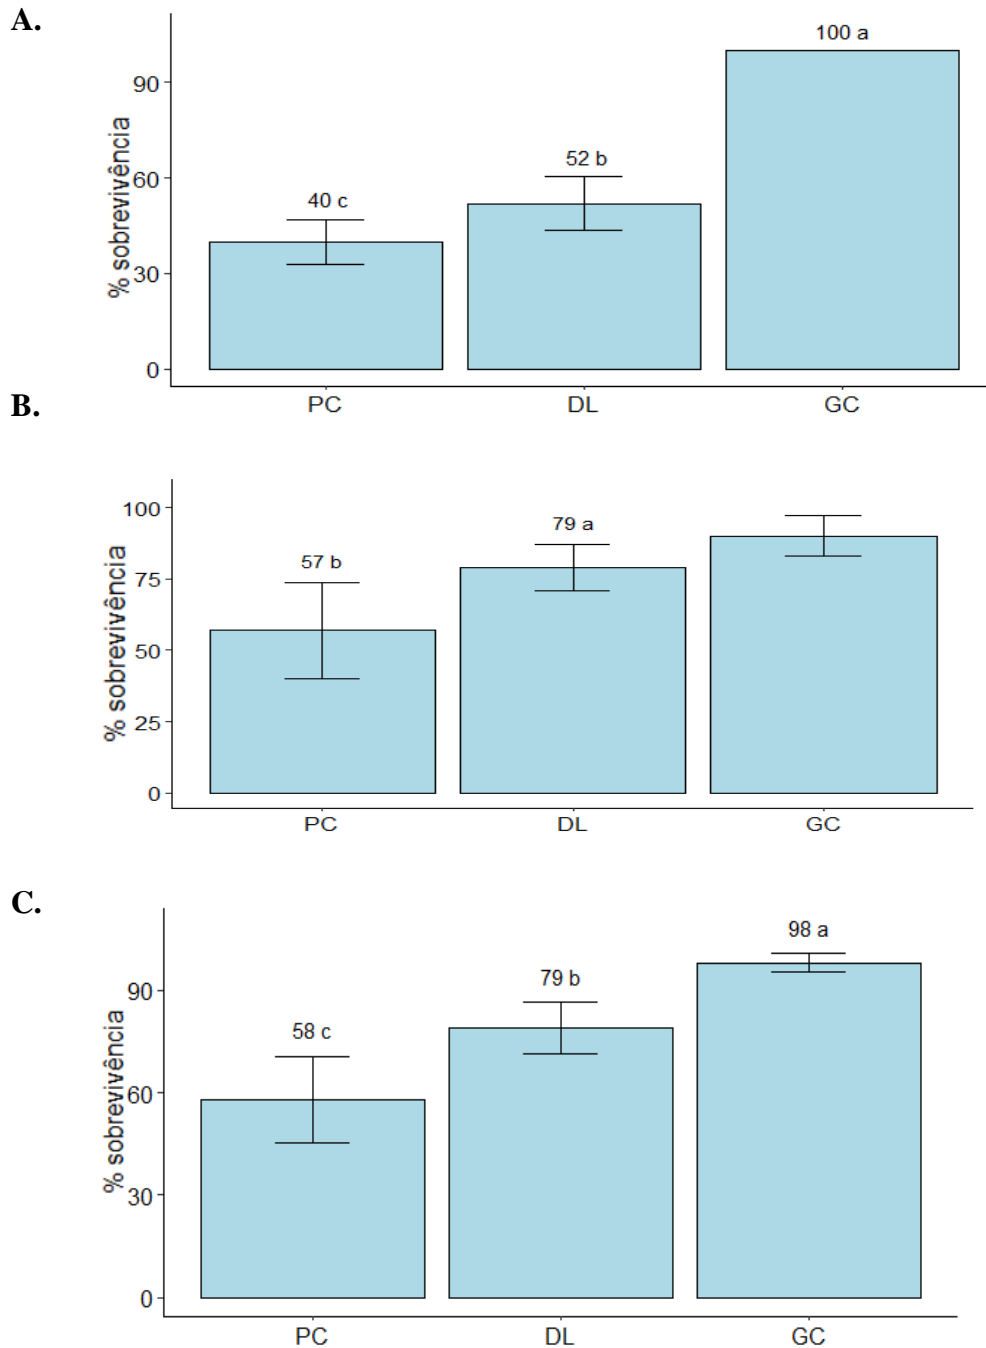 A.
100 a
52 b
40 c
% sobrevivência
90
60
30
0
PC DL GC
B.
79 a
57 b
% sobrevivência
100
75
50
25
0
PC DL GC
C.
98 a
79 b
58 c
% sobrevivência
90
60
30
0
PC DL GC